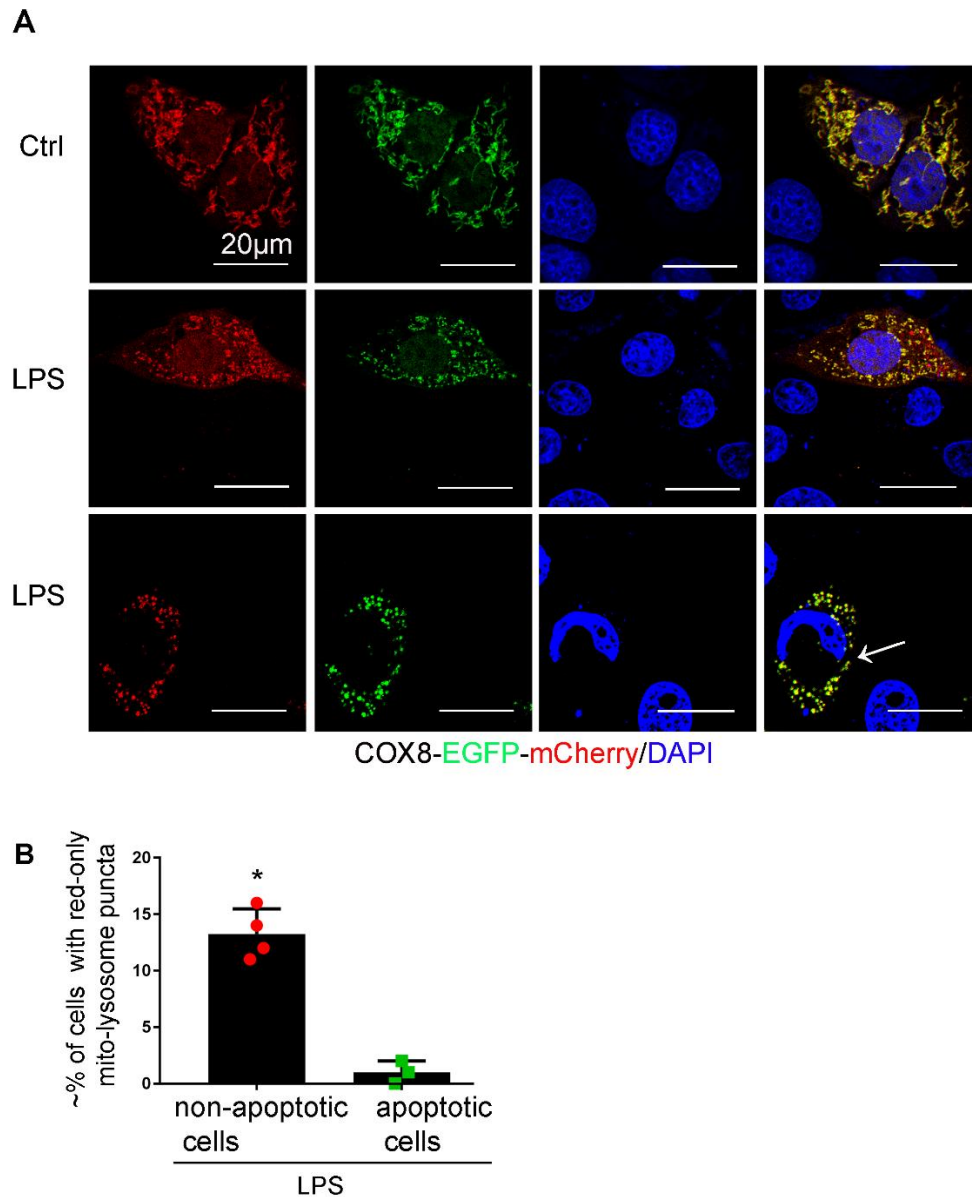 A
Ctrl
20µm
LPS
LPS
COX8-EGFP-mCherry/DAPI
B
~% of cells with red-only
mito-lysosome puncta
20
15
10
5
0
*
non-apoptotic apoptotic
cells cells
LPS